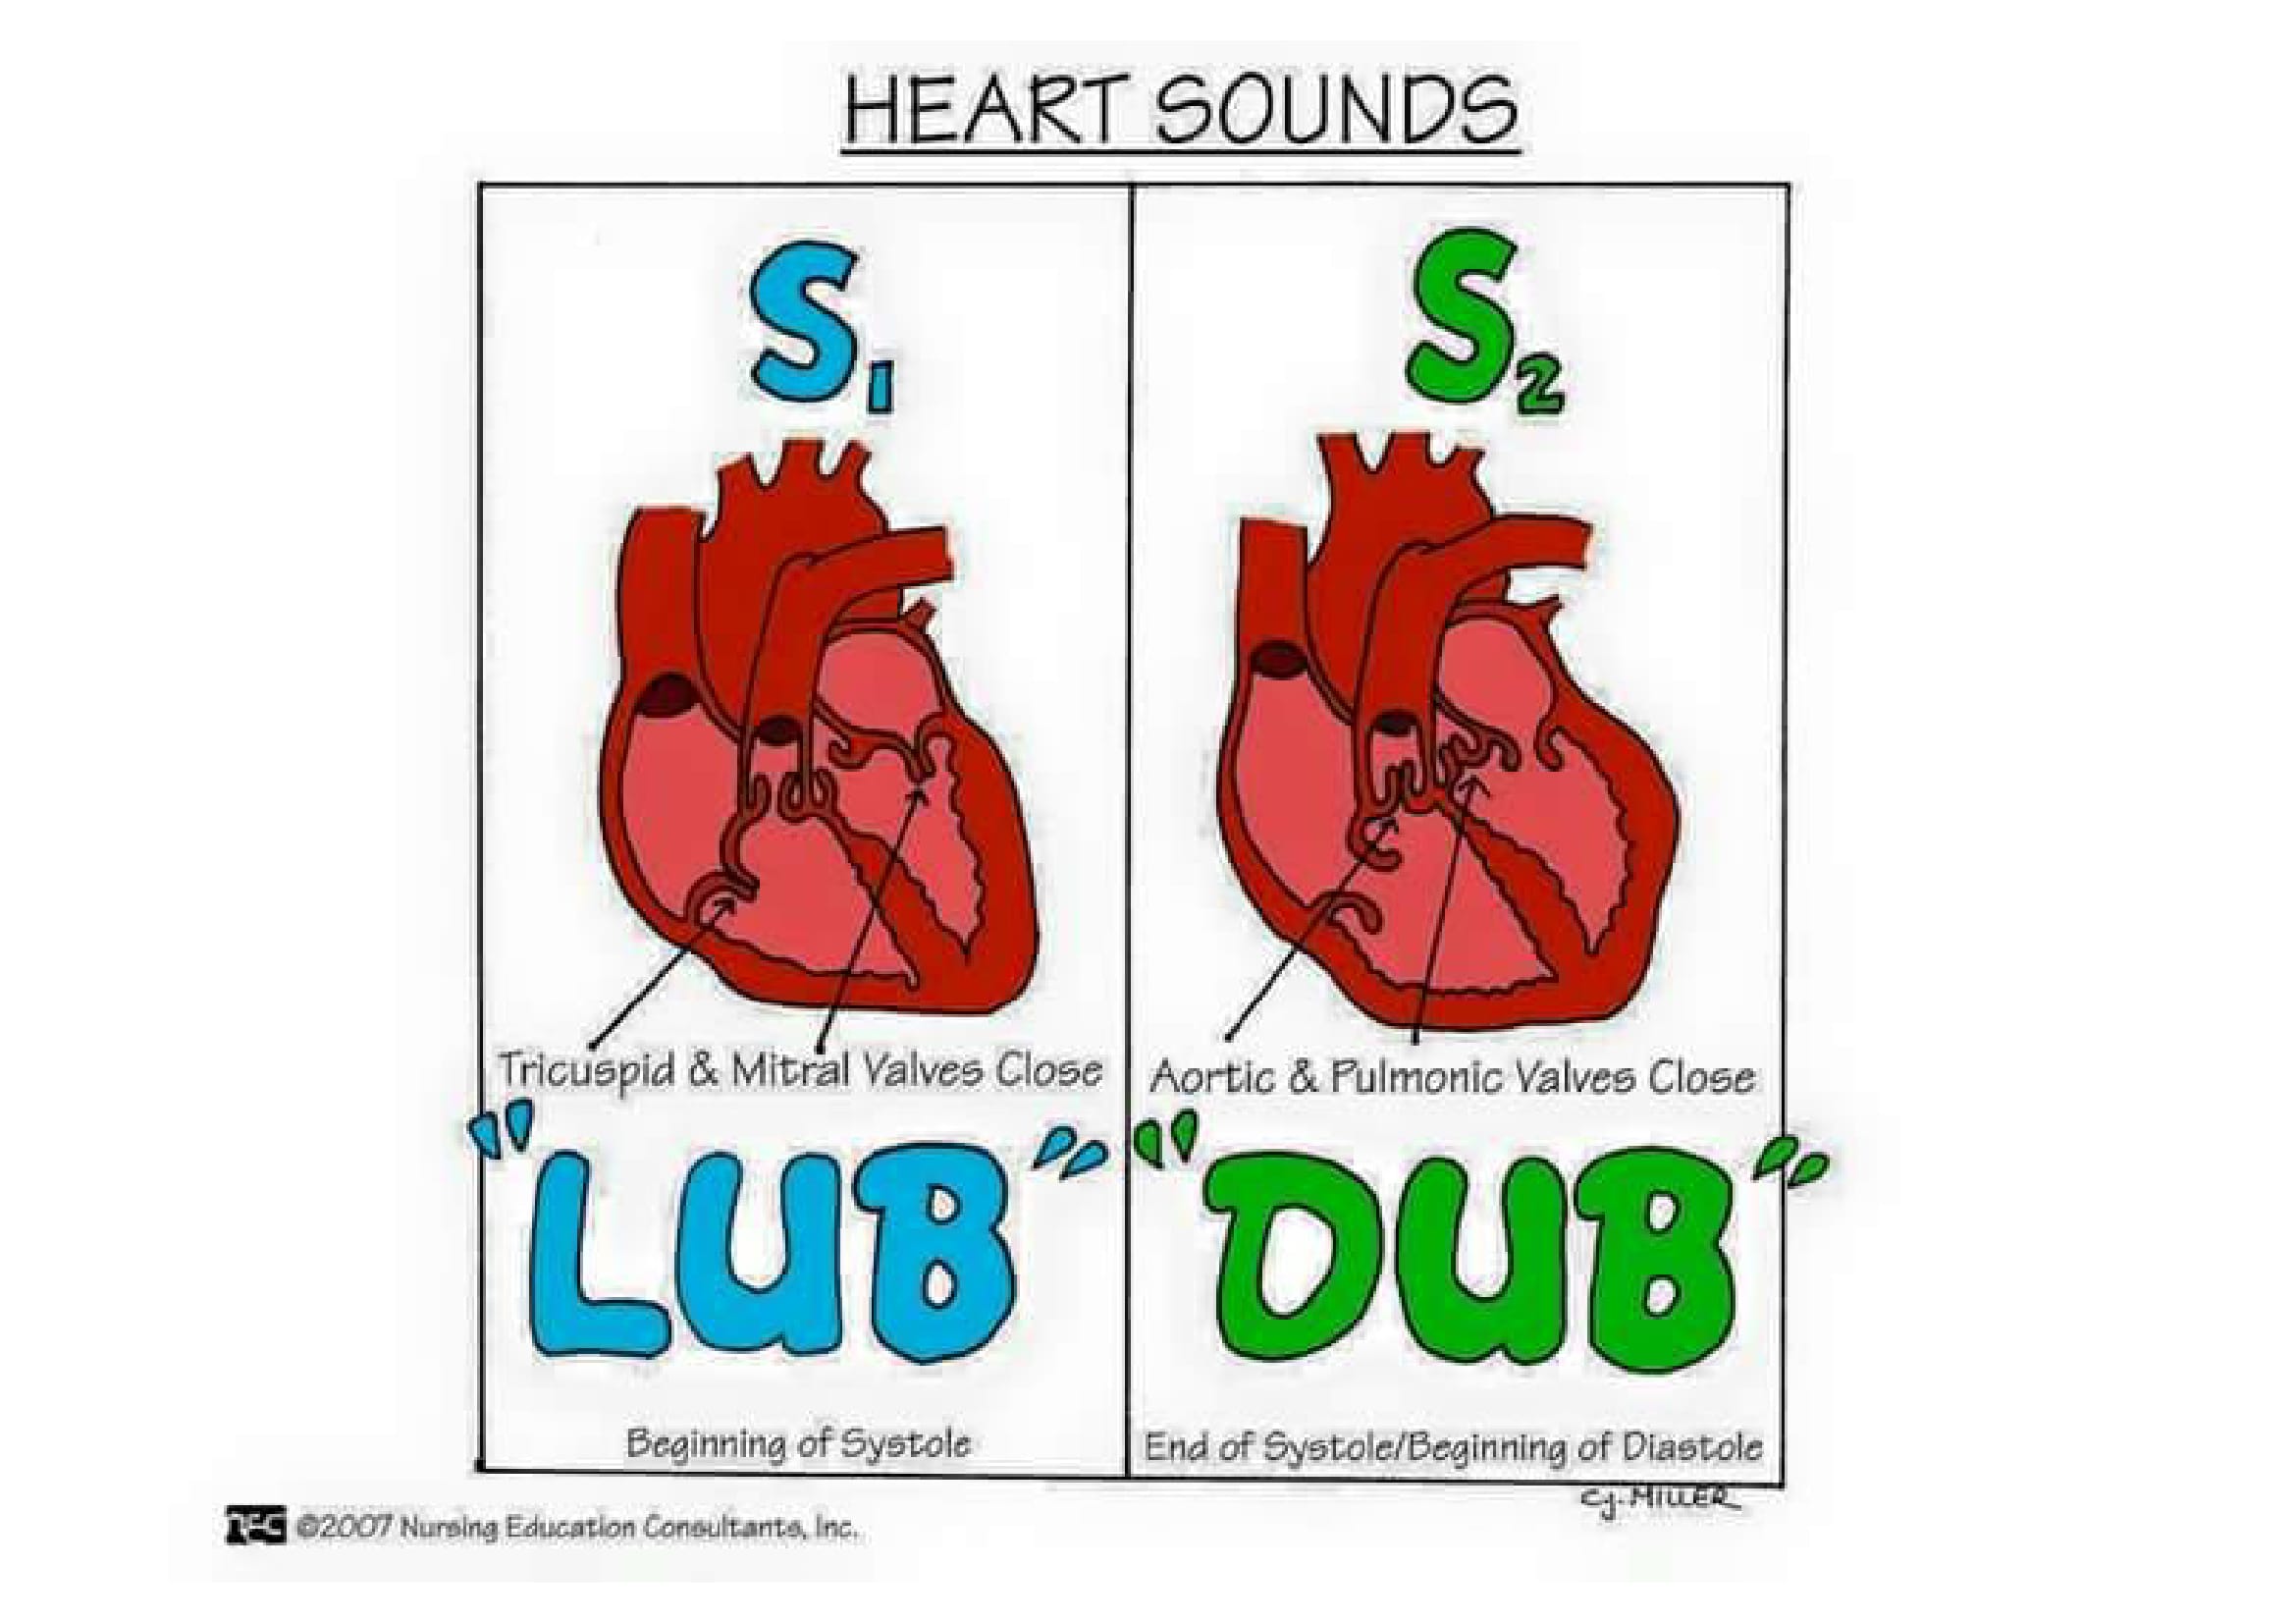 HEART SOUNDS
S1
Tricuspid & Mitral Valves Close
"LUB"
Beginning of Systole
S2
Aortic & Pulmonic Valves Close
"DUB"
End of Systole/Beginning of Diastole
CJ. MILLER
NEC ©2007 Nursing Education Consultants, Inc.